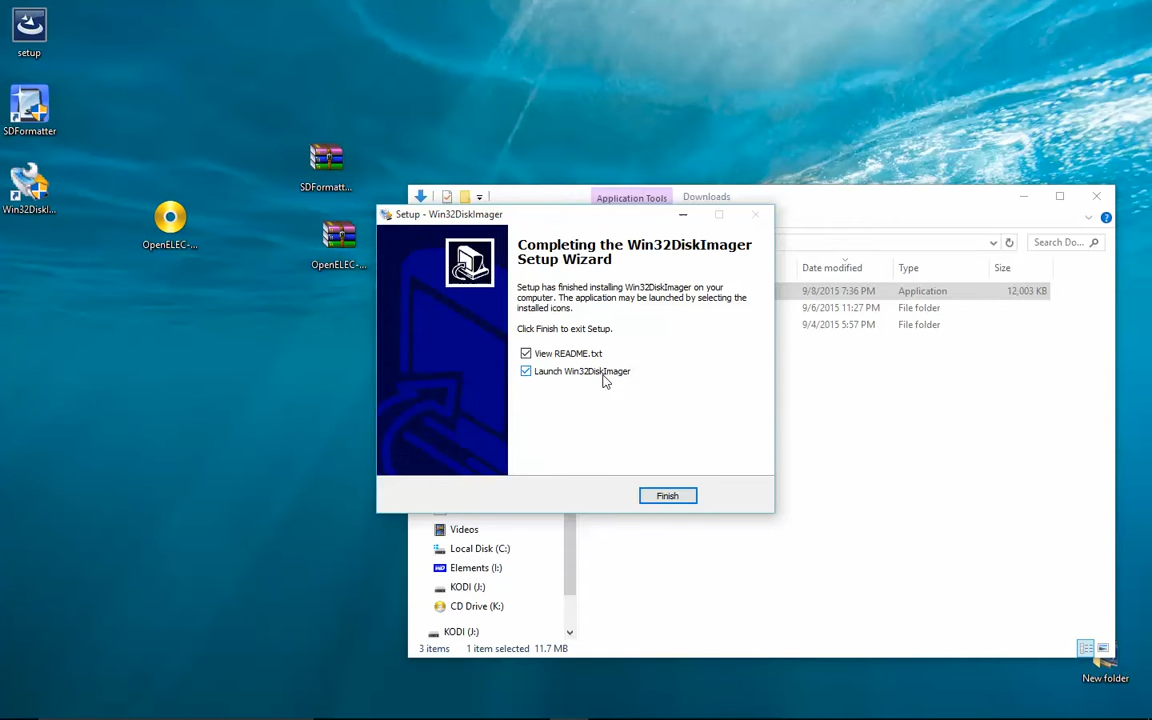 setup
SDFormatter
Win32DiskI...
OpenELEC-...
SDFormatt...
OpenELEC-...
Application Tools
Downloads
Search Do...
Date modified
Type
Size
9/8/2015 7:36 PM
Application
12,003 KB
9/6/2015 11:27 PM
File folder
9/4/2015 5:57 PM
File folder
Setup - Win32DiskImager
Completing the Win32DiskImager
Setup Wizard
Setup has finished installing Win32DiskImager on your
computer. The application may be launched by selecting the
installed icons.
Click Finish to exit Setup.
View README.txt
Launch Win32DiskImager
Finish
Videos
Local Disk (C:)
Elements (I:)
KODI (J:)
CD Drive (K:)
KODI (J:)
3 items
1 item selected
11.7 MB
New folder